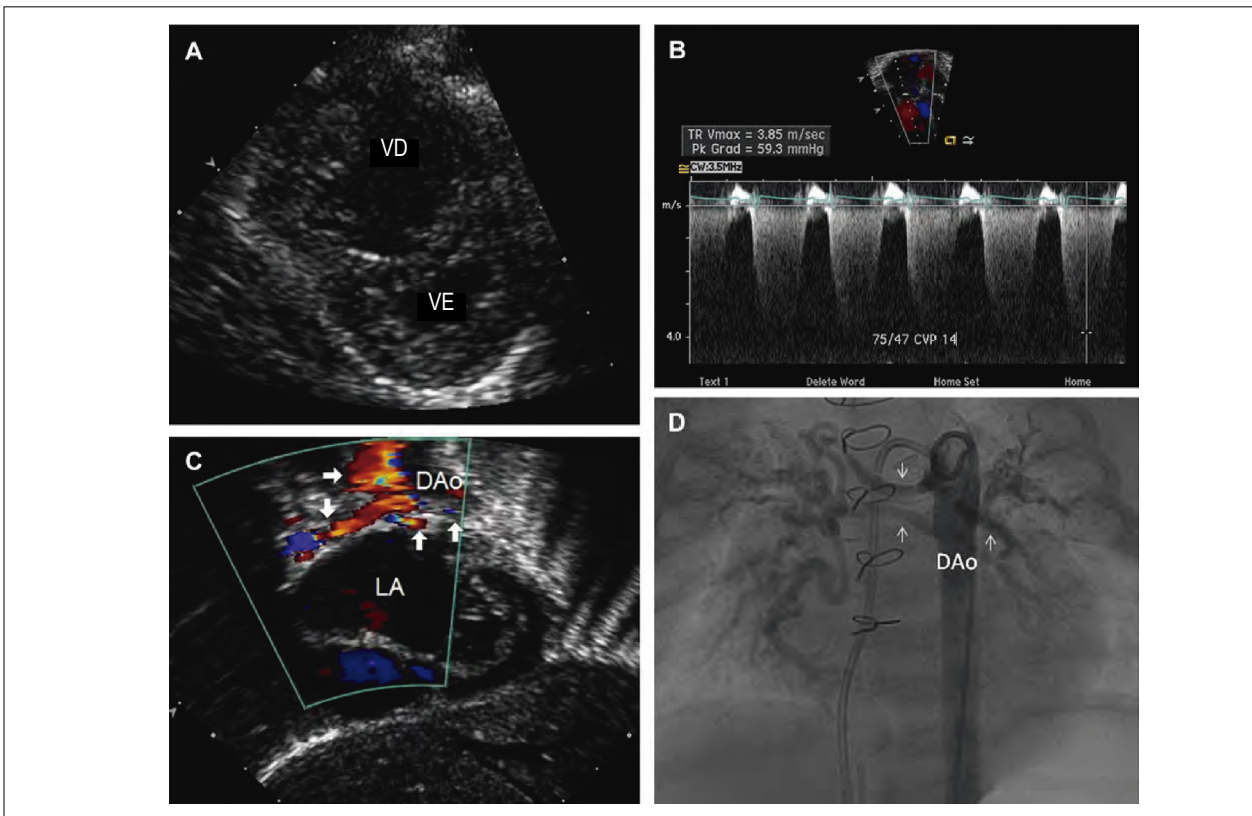 A
VD
VE
B
TR Vmax = 3.85 m/sec
Pk Grad = 59.3 mmHg
CW:3.5MHz
m/s
4.0
75/47 CVP 14
Text 1 Delete Word Home Set Home
C
DAo
LA
D
DAo